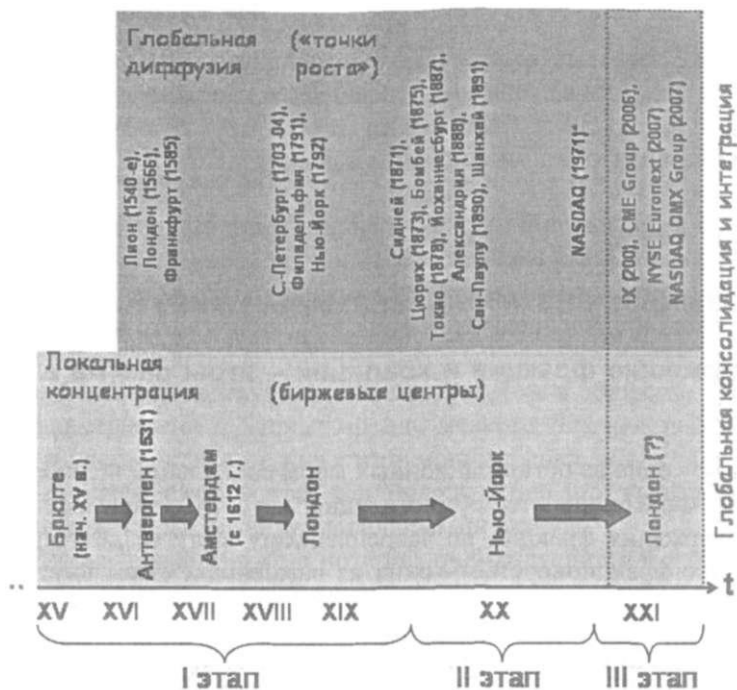 Глобальная («точки
диффузия роста»)
Лион (1540-е),
Лондон (1566),
Франкфурт (1585)
С.-Петербург (1703-04),
Филадельфия (1791),
Нью-Йорк (1792)
Сидней (1871),
Цюрих (1873), Бомбей (1875),
Токио (1878), Йоханнесбург (1887),
Александрия (1888),
Сан-Паулу (1890), Шанхай (1891)
NASDAQ (1971)*
IX (200), CME Group (2006),
NYSE Euronext (2007)
NASDAQ OMX Group (2007)
Глобальная консолидация и интеграция
Локальная
концентрация (биржевые центры)
Брюгге
(нач. XV в.)
Антверпен (1531)
Амстердам
(с 1612 г.)
Лондон
Нью-Йорк
Лондон (?)
t
XV XVI XVII XVIII XIX XX XXI
I этап II этап III этап